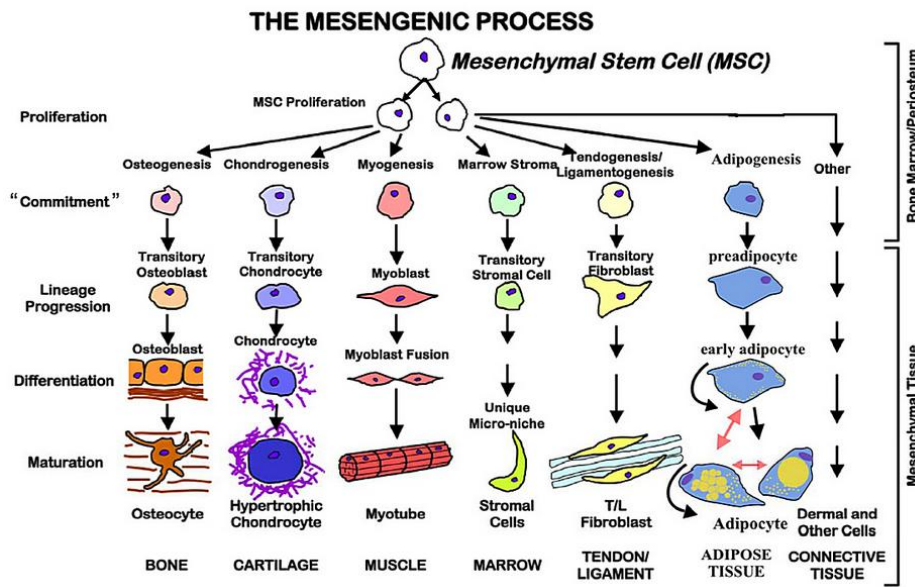 THE MESENGENIC PROCESS
Mesenchymal Stem Cell (MSC)
MSC Proliferation
Proliferation
Osteogenesis
Chondrogenesis
Myogenesis
Marrow Stroma
Tendogenesis/
Ligamentogenesis
Adipogenesis
Other
Bone Marrow/Periosteum
"Commitment"
Transitory
Osteoblast
Transitory
Chondrocyte
Myoblast
Transitory
Stromal Cell
Transitory
Fibroblast
preadipocyte
Lineage
Progression
Osteoblast
Chondrocyte
Myoblast Fusion
early adipocyte
Differentiation
Unique
Micro-niche
Mesenchymal Tissue
Maturation
Osteocyte
Hypertrophic
Chondrocyte
Myotube
Stromal
Cells
T/L
Fibroblast
Adipocyte
Dermal and
Other Cells
BONE
CARTILAGE
MUSCLE
MARROW
TENDON/
LIGAMENT
ADIPOSE
TISSUE
CONNECTIVE
TISSUE